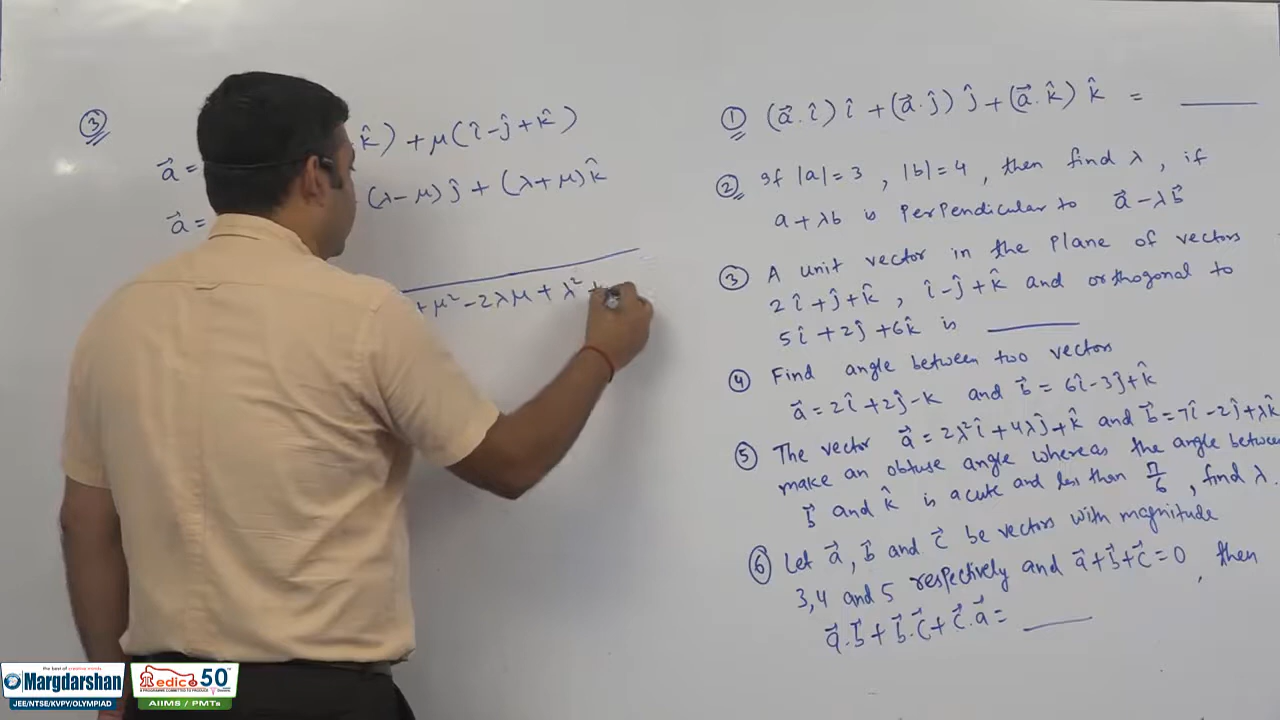 ③
a⃗ = k̂) + μ(î-ĵ+k̂)
a⃗ = (λ-μ)ĵ + (λ+μ)k̂
+ μ² - 2λμ + λ² +
① (a⃗.î) î + (a⃗.ĵ) ĵ + (a⃗.k̂) k̂ = ____
② If |a|=3 , |b|=4 , then find λ , if
a+λb is perpendicular to a⃗-λb⃗
③ A unit vector in the plane of vectors
2î+ĵ+k̂ , î-ĵ+k̂ and orthogonal to
5î+2ĵ+6k̂ is ____
④ Find angle between two vectors
a⃗ = 2î+2ĵ-k and b⃗ = 6î-3ĵ+k̂
⑤ The vector a⃗ = 2λ²î+4λĵ+k̂ and b⃗=7î-2ĵ+λk̂
make an obtuse angle whereas the angle between
b⃗ and k̂ is acute and less then π/6 , find λ.
⑥ Let a⃗, b⃗ and c⃗ be vectors with magnitude
3,4 and 5 respectively and a⃗+b⃗+c⃗=0 , then
a⃗.b⃗+b⃗.c⃗+c⃗.a⃗= ____
Margdarshan
JEE/NTSE/KVPY/OLYMPIAD
Medico 50
AIIMS / PMTs